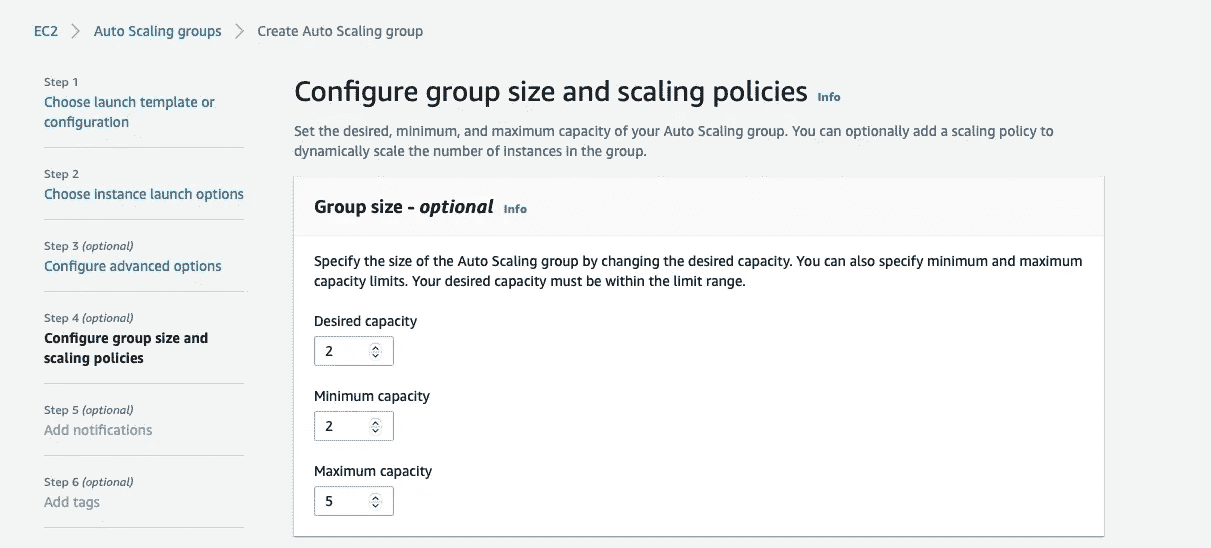 EC2 > Auto Scaling groups > Create Auto Scaling group
Step 1
Choose launch template or
configuration
Step 2
Choose instance launch options
Step 3 (optional)
Configure advanced options
Step 4 (optional)
Configure group size and
scaling policies
Step 5 (optional)
Add notifications
Step 6 (optional)
Add tags
Configure group size and scaling policies Info
Set the desired, minimum, and maximum capacity of your Auto Scaling group. You can optionally add a scaling policy to
dynamically scale the number of instances in the group.
Group size - optional Info
Specify the size of the Auto Scaling group by changing the desired capacity. You can also specify minimum and maximum
capacity limits. Your desired capacity must be within the limit range.
Desired capacity
2
Minimum capacity
2
Maximum capacity
5